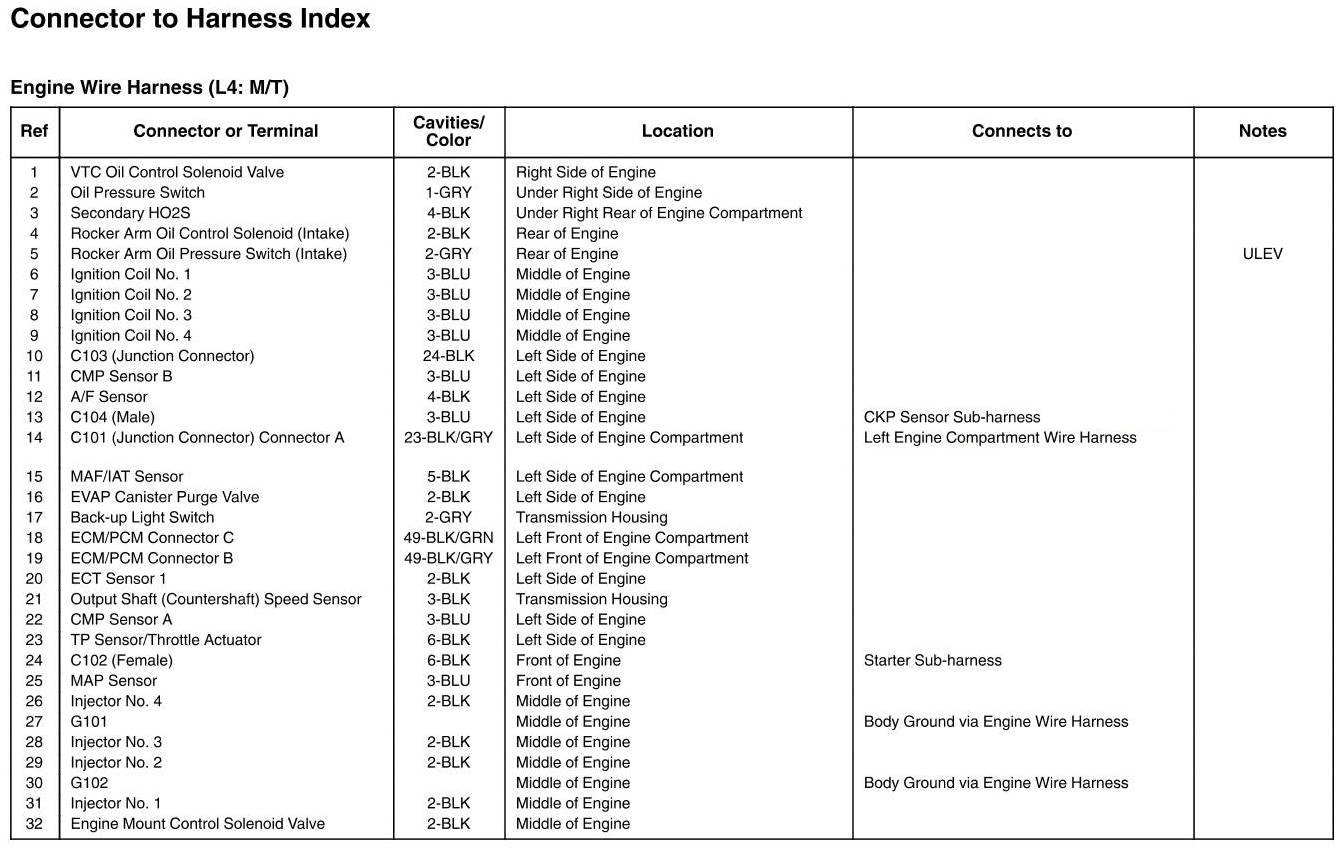 Connector to Harness Index
Engine Wire Harness (L4: M/T)
Ref Connector or Terminal Cavities/ Color Location Connects to Notes
1 VTC Oil Control Solenoid Valve 2-BLK Right Side of Engine
2 Oil Pressure Switch 1-GRY Under Right Side of Engine
3 Secondary HO2S 4-BLK Under Right Rear of Engine Compartment
4 Rocker Arm Oil Control Solenoid (Intake) 2-BLK Rear of Engine
5 Rocker Arm Oil Pressure Switch (Intake) 2-GRY Rear of Engine ULEV
6 Ignition Coil No. 1 3-BLU Middle of Engine
7 Ignition Coil No. 2 3-BLU Middle of Engine
8 Ignition Coil No. 3 3-BLU Middle of Engine
9 Ignition Coil No. 4 3-BLU Middle of Engine
10 C103 (Junction Connector) 24-BLK Left Side of Engine
11 CMP Sensor B 3-BLU Left Side of Engine
12 A/F Sensor 4-BLK Left Side of Engine
13 C104 (Male) 3-BLU Left Side of Engine CKP Sensor Sub-harness
14 C101 (Junction Connector) Connector A 23-BLK/GRY Left Side of Engine Compartment Left Engine Compartment Wire Harness
15 MAF/IAT Sensor 5-BLK Left Side of Engine Compartment
16 EVAP Canister Purge Valve 2-BLK Left Side of Engine
17 Back-up Light Switch 2-GRY Transmission Housing
18 ECM/PCM Connector C 49-BLK/GRN Left Front of Engine Compartment
19 ECM/PCM Connector B 49-BLK/GRY Left Front of Engine Compartment
20 ECT Sensor 1 2-BLK Left Side of Engine
21 Output Shaft (Countershaft) Speed Sensor 3-BLK Transmission Housing
22 CMP Sensor A 3-BLU Left Side of Engine
23 TP Sensor/Throttle Actuator 6-BLK Left Side of Engine
24 C102 (Female) 6-BLK Front of Engine Starter Sub-harness
25 MAP Sensor 3-BLU Front of Engine
26 Injector No. 4 2-BLK Middle of Engine
27 G101 Middle of Engine Body Ground via Engine Wire Harness
28 Injector No. 3 2-BLK Middle of Engine
29 Injector No. 2 2-BLK Middle of Engine
30 G102 Middle of Engine Body Ground via Engine Wire Harness
31 Injector No. 1 2-BLK Middle of Engine
32 Engine Mount Control Solenoid Valve 2-BLK Middle of Engine